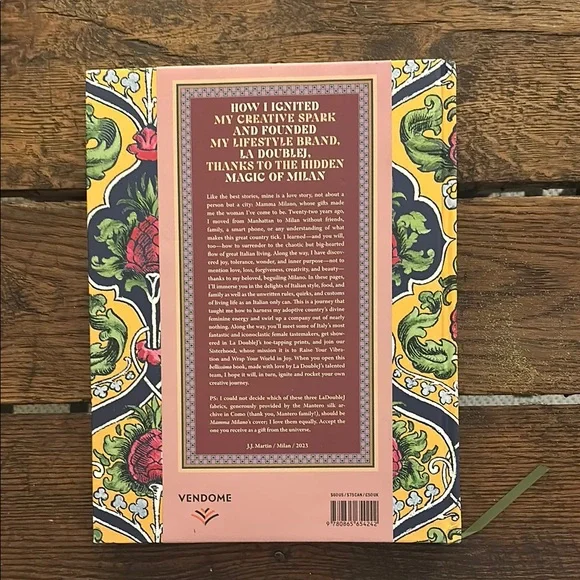 HOW I IGNITED
MY CREATIVE SPARK
AND FOUNDED
MY LIFESTYLE BRAND,
LA DOUBLEJ,
THANKS TO THE HIDDEN
MAGIC OF MILAN
Like the best stories, mine is a love story, not about a
person but a city: Mamma Milano, whose gifts made
me the woman I've come to be. Twenty-two years ago,
I moved from Manhattan to Milan without friends,
family, a smart phone, or any understanding of what
makes this great country tick. I learned—and you will,
too—how to surrender to the chaotic but big-hearted
flow of great Italian living. Along the way, I have discov-
ered joy, tolerance, wonder, and inner purpose—not to
mention love, loss, forgiveness, creativity, and beauty—
thanks to my beloved, beguiling Milano. In these pages,
I'll immerse you in the delights of Italian style, food, and
family as well as the unwritten rules, quirks, and customs
of living life as an Italian only can. This is a journey that
taught me how to harness my adoptive country's divine
feminine energy and swirl up a company out of nearly
nothing. Along the way, you'll meet some of Italy's most
fantastic and iconoclastic female tastemakers, get show-
ered in La DoubleJ's toe-tapping prints, and join our
Sisterhood, whose mission it is to Raise Your Vibra-
tion and Wrap Your World in Joy. When you open this
bellissimo book, made with love by La DoubleJ's talented
team, I hope it will, in turn, ignite and rocket your own
creative journey.
PS: I could not decide which of these three LaDoubleJ
fabrics, generously provided by the Mantero silk ar-
chive in Como (thank you, Mantero family!), should be
Mamma Milano's cover; I love them equally. Accept the
one you receive as a gift from the universe.
J.J. Martin / Milan / 2023
VENDOME
$60 US / $75 CAN / £50 UK
9 780865 654242